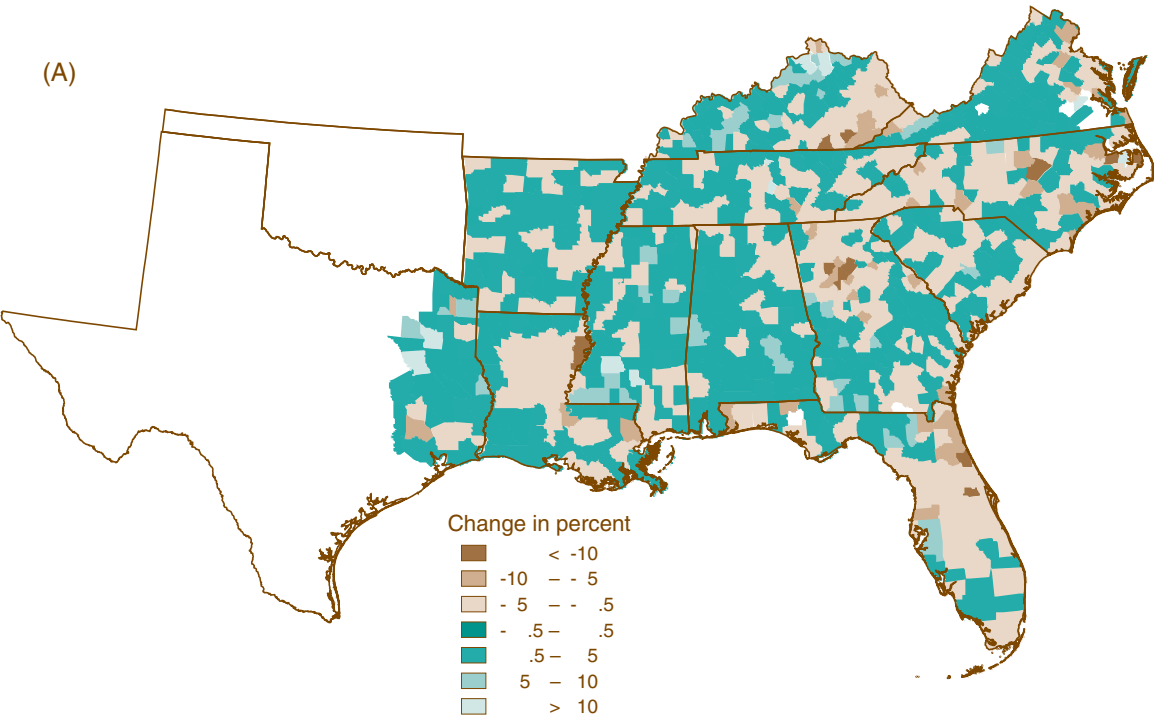 (A)
Change in percent
< -10
-10 – - 5
- 5 – - .5
- .5 – .5
.5 – 5
5 – 10
> 10